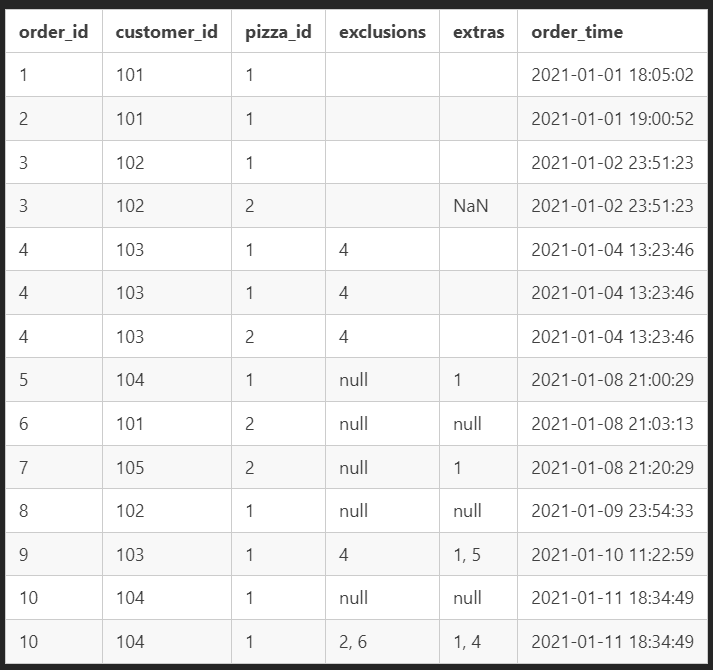 order_id customer_id pizza_id exclusions extras order_time
1 101 1 2021-01-01 18:05:02
2 101 1 2021-01-01 19:00:52
3 102 1 2021-01-02 23:51:23
3 102 2 NaN 2021-01-02 23:51:23
4 103 1 4 2021-01-04 13:23:46
4 103 1 4 2021-01-04 13:23:46
4 103 2 4 2021-01-04 13:23:46
5 104 1 null 1 2021-01-08 21:00:29
6 101 2 null null 2021-01-08 21:03:13
7 105 2 null 1 2021-01-08 21:20:29
8 102 1 null null 2021-01-09 23:54:33
9 103 1 4 1, 5 2021-01-10 11:22:59
10 104 1 null null 2021-01-11 18:34:49
10 104 1 2, 6 1, 4 2021-01-11 18:34:49